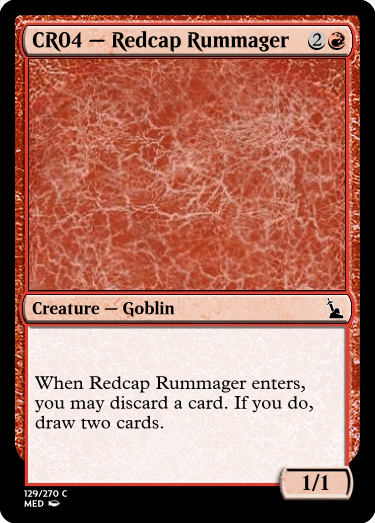 CR04 — Redcap Rummager 2
Creature — Goblin
When Redcap Rummager enters,
you may discard a card. If you do,
draw two cards.
1/1
129/270 C
MED